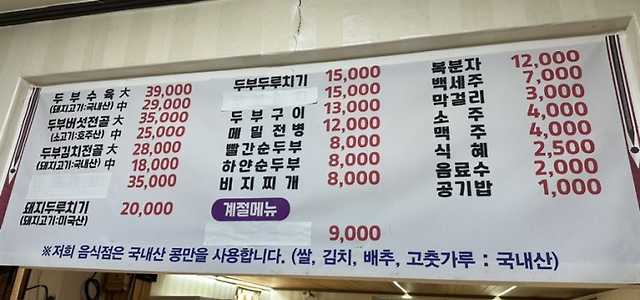 두부수육 大 39,000
(돼지고기:국내산) 中 29,000
두부버섯전골 大 35,000
(소고기:호주산) 中 25,000
두부김치전골 大 28,000
(돼지고기:국내산) 中 18,000
35,000
돼지두루치기 20,000
(돼지고기:미국산)
두부두루치기 15,000
15,000
두부구이 13,000
메밀전병 12,000
빨간순두부 8,000
하얀순두부 8,000
비지찌개 8,000
계절메뉴
9,000
복분자 12,000
백세주 7,000
막걸리 3,000
소주 4,000
맥주 4,000
식혜 2,500
음료수 2,000
공기밥 1,000
※저희 음식점은 국내산 콩만을 사용합니다. (쌀, 김치, 배추, 고춧가루 : 국내산)